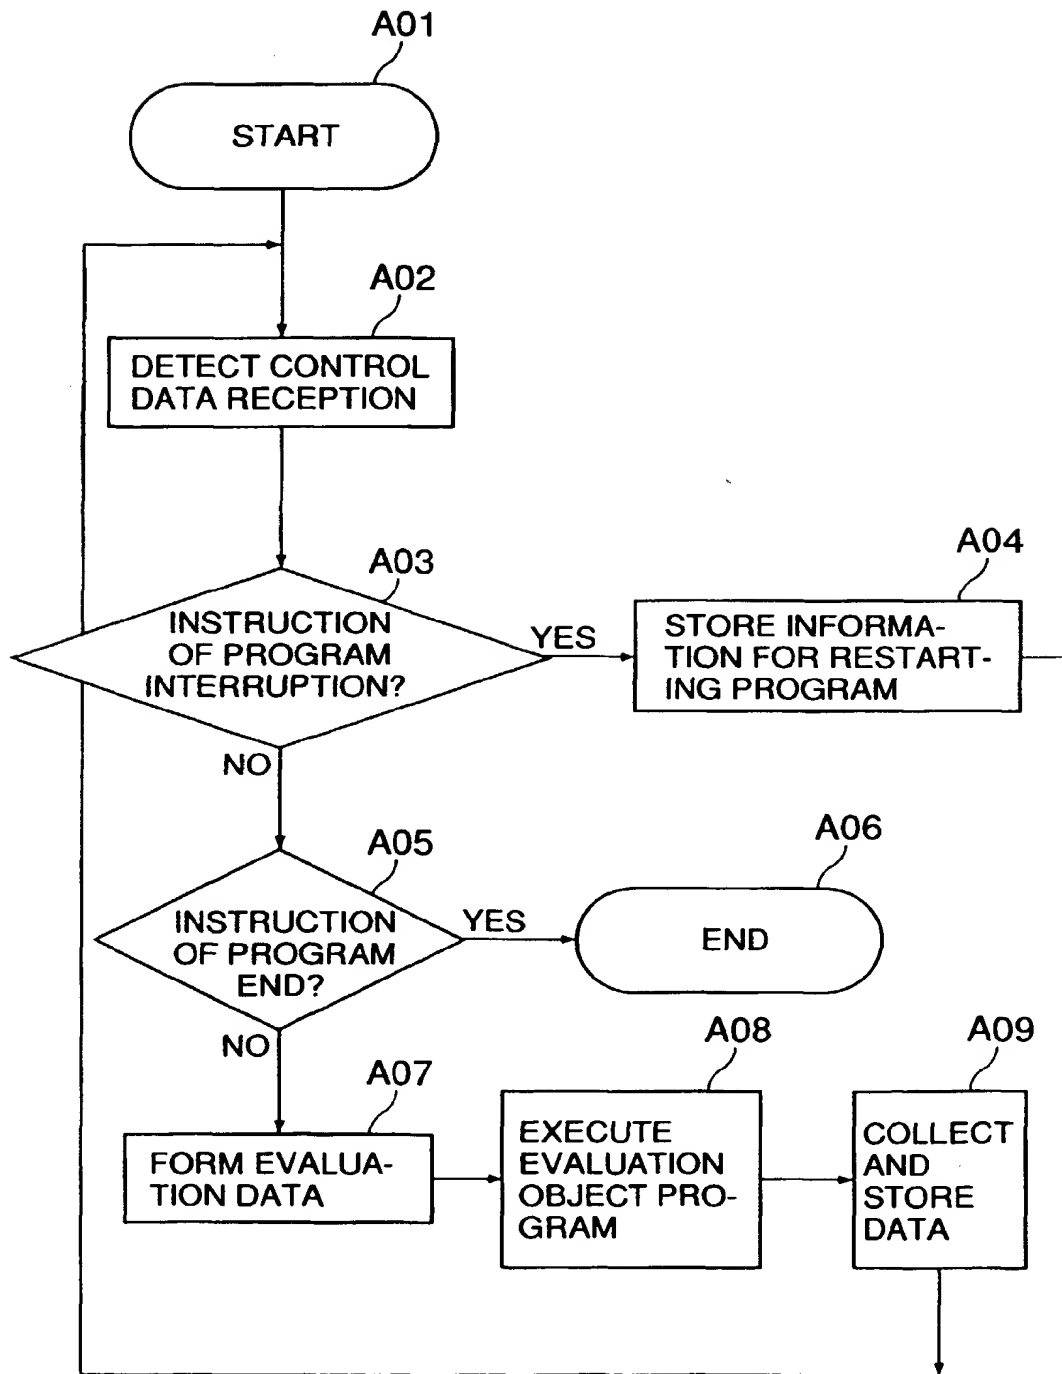 A01
START
A02
DETECT CONTROL
DATA RECEPTION
A03
INSTRUCTION
OF PROGRAM
INTERRUPTION?
YES
A04
STORE INFORMA-
TION FOR RESTART-
ING PROGRAM
NO
A05
INSTRUCTION
OF PROGRAM
END?
YES
A06
END
NO
A07
FORM EVALUA-
TION DATA
A08
EXECUTE
EVALUATION
OBJECT PRO-
GRAM
A09
COLLECT
AND
STORE
DATA